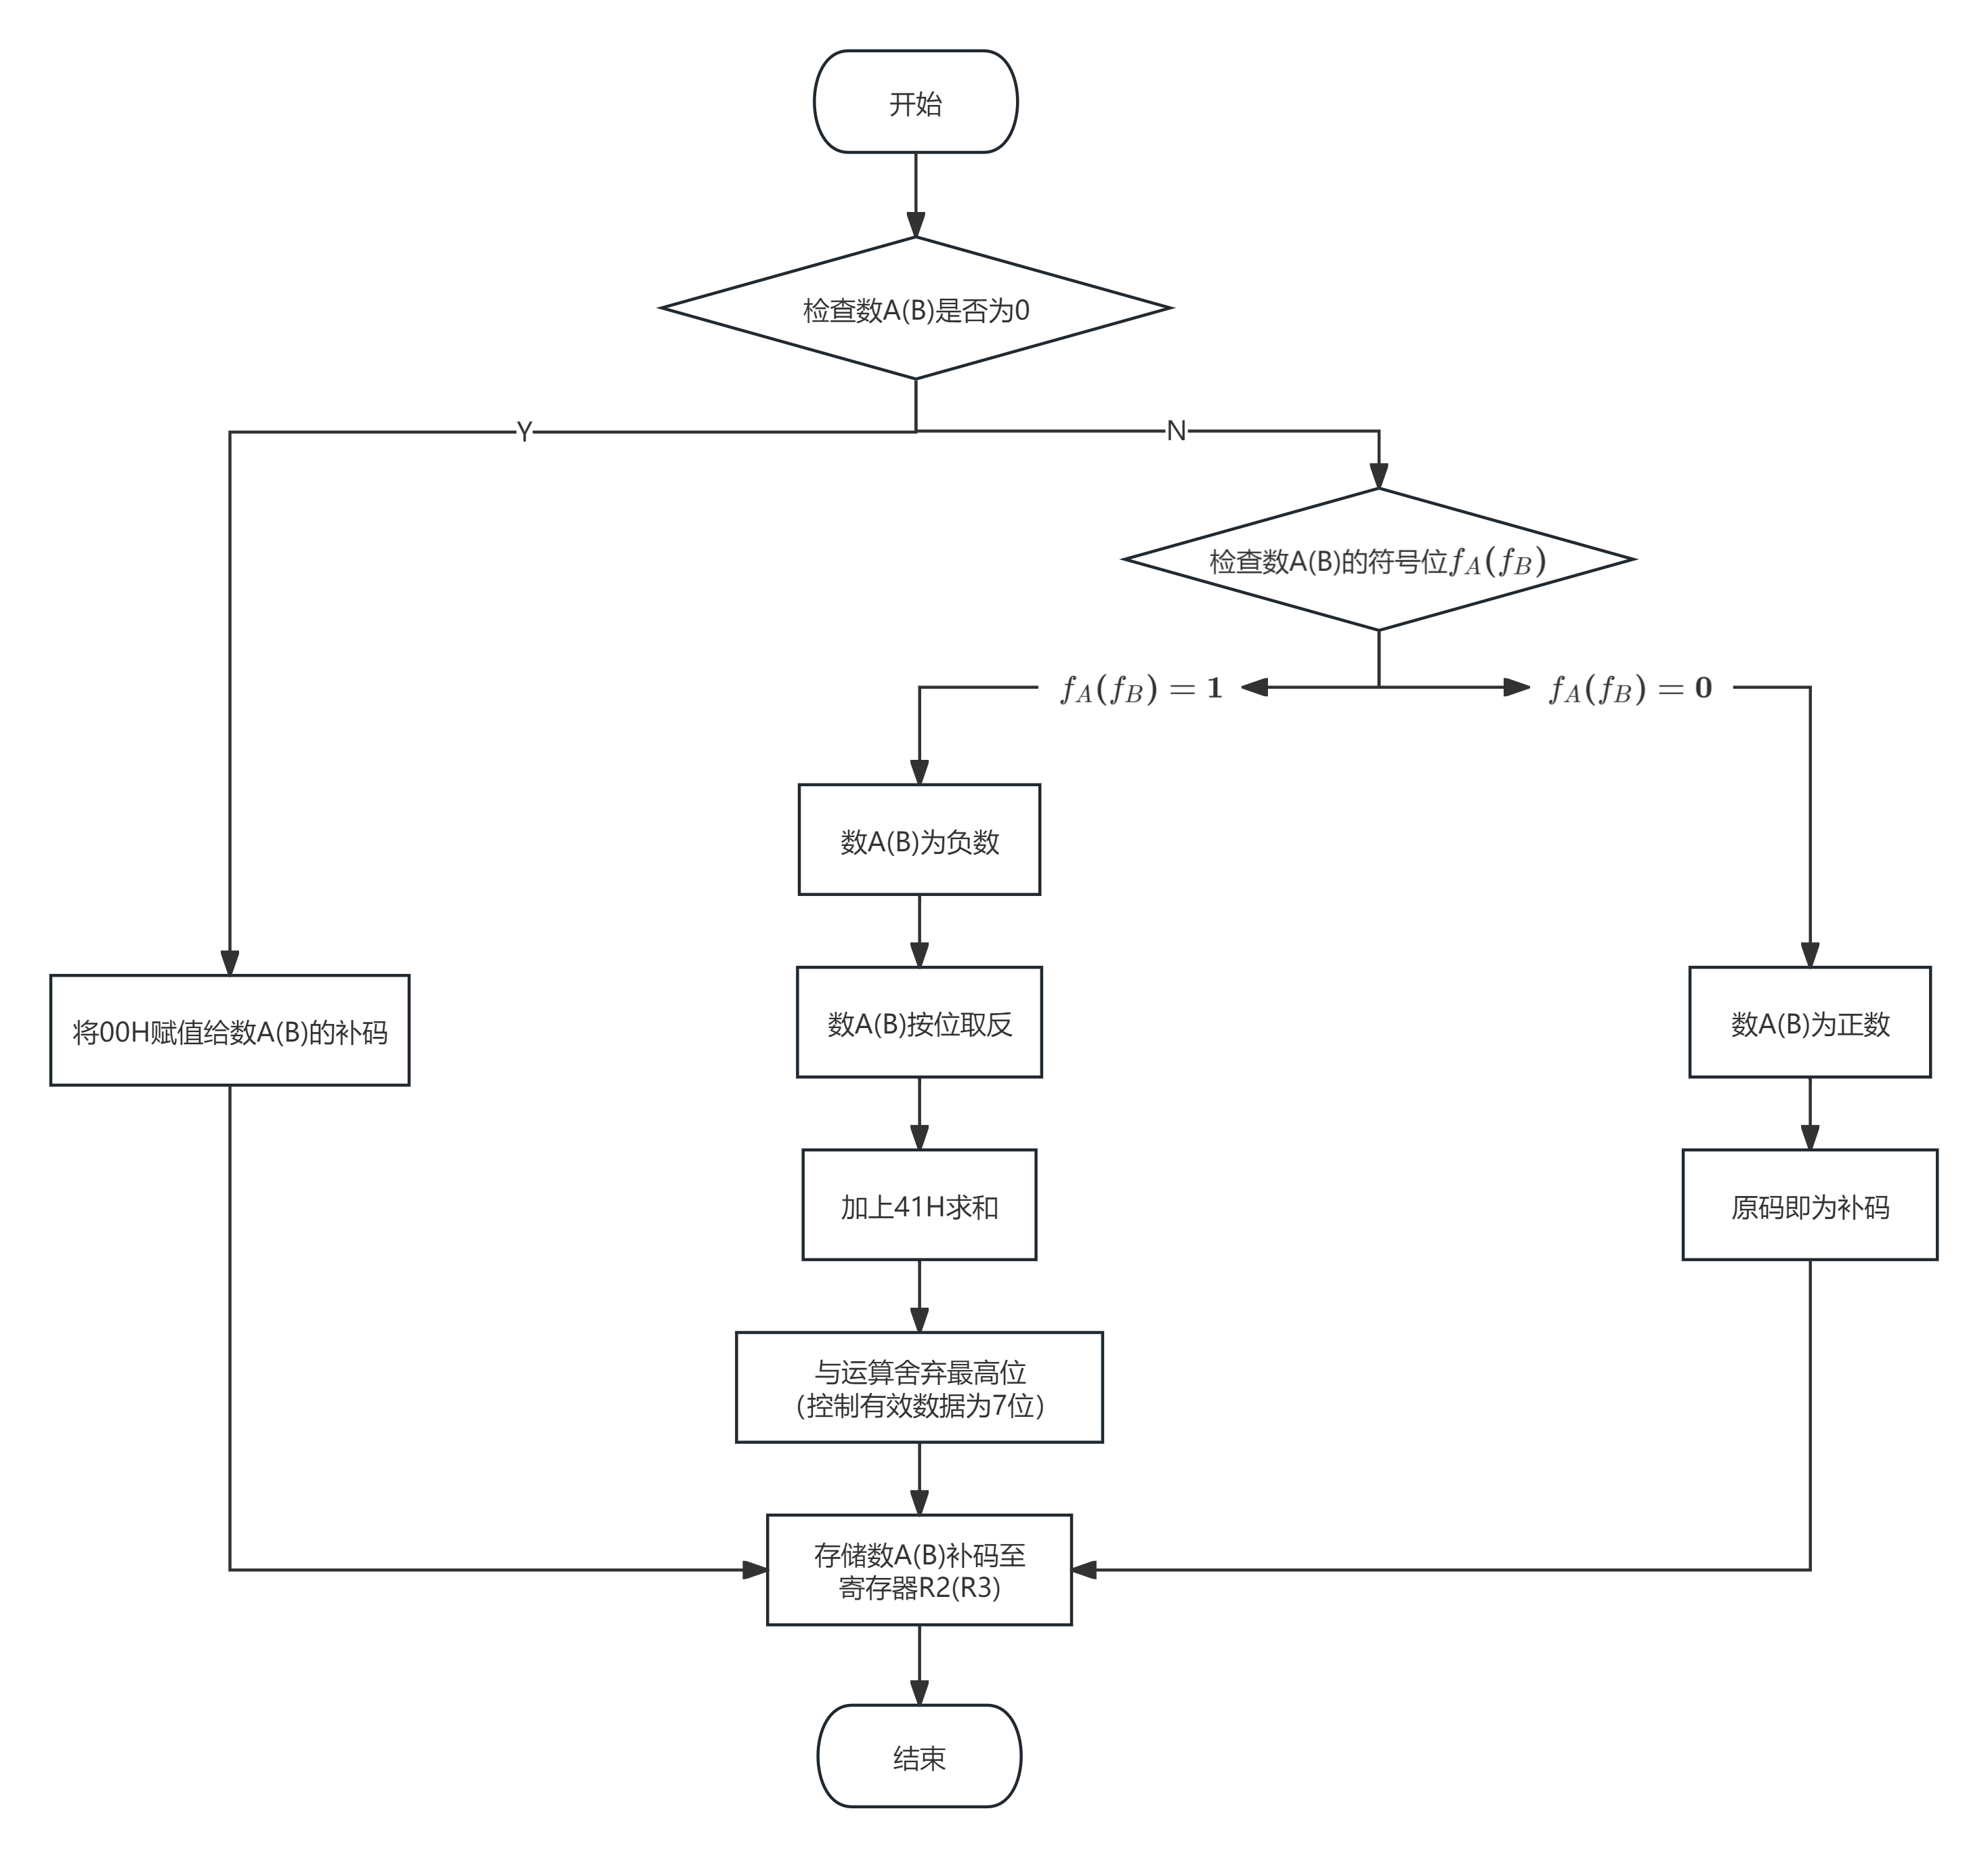 开始
检查数A(B)是否为0
Y
N
检查数A(B)的符号位f_A(f_B)
f_A(f_B) = 1
f_A(f_B) = 0
数A(B)为负数
数A(B)按位取反
数A(B)为正数
将00H赋值给数A(B)的补码
加上41H求和
原码即为补码
与运算舍弃最高位
(控制有效数据为7位)
存储数A(B)补码至
寄存器R2(R3)
结束